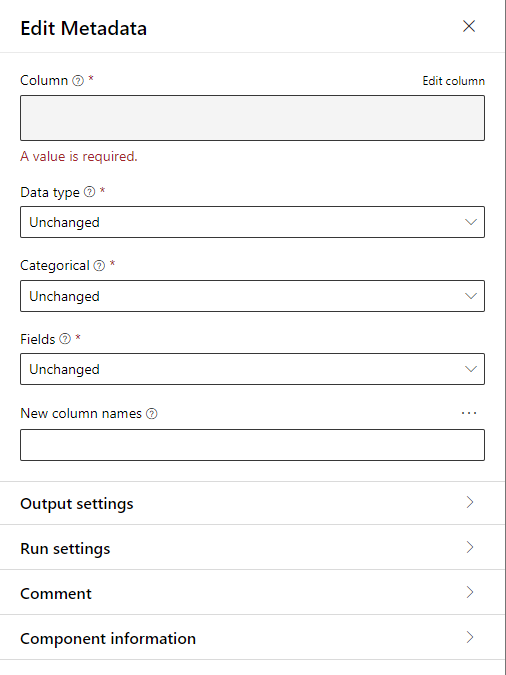 Edit Metadata
Column * Edit column
A value is required.
Data type *
Unchanged
Categorical *
Unchanged
Fields *
Unchanged
New column names ...
Output settings
Run settings
Comment
Component information